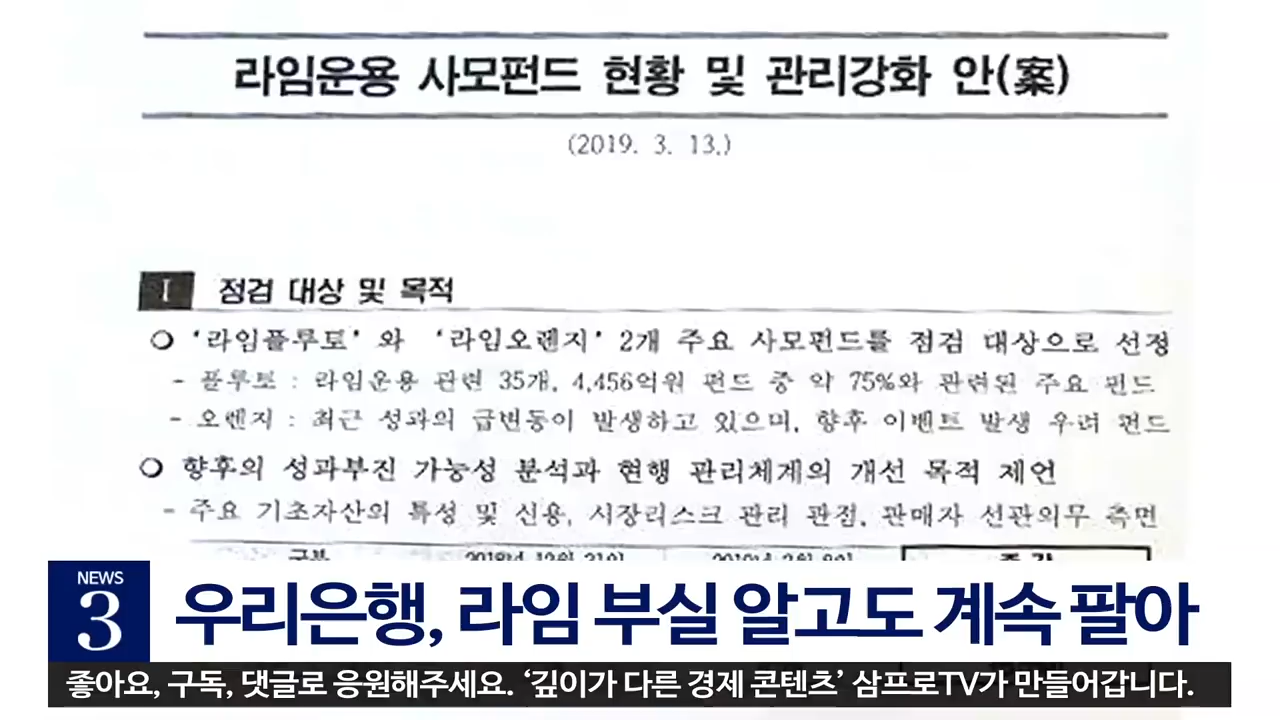 라임운용 사모펀드 현황 및 관리강화 안(案)
(2019. 3. 13.)
I 점검 대상 및 목적
○ '라임플루토' 와 '라임오렌지' 2개 주요 사모펀드를 점검 대상으로 선정
- 플루토 : 라임운용 관련 35개, 4,456억원 펀드 중 약 75%와 관련된 주요 펀드
- 오렌지 : 최근 성과의 급변동이 발생하고 있으며, 향후 이벤트 발생 우려 펀드
○ 향후의 성과부진 가능성 분석과 현행 관리체계의 개선 목적 제언
- 주요 기초자산의 특성 및 신용, 시장리스크 관리 관점, 판매자 선관의무 측면
NEWS
3
우리은행, 라임 부실 알고도 계속 팔아
좋아요, 구독, 댓글로 응원해주세요. ‘깊이가 다른 경제 콘텐츠’ 삼프로TV가 만들어갑니다.